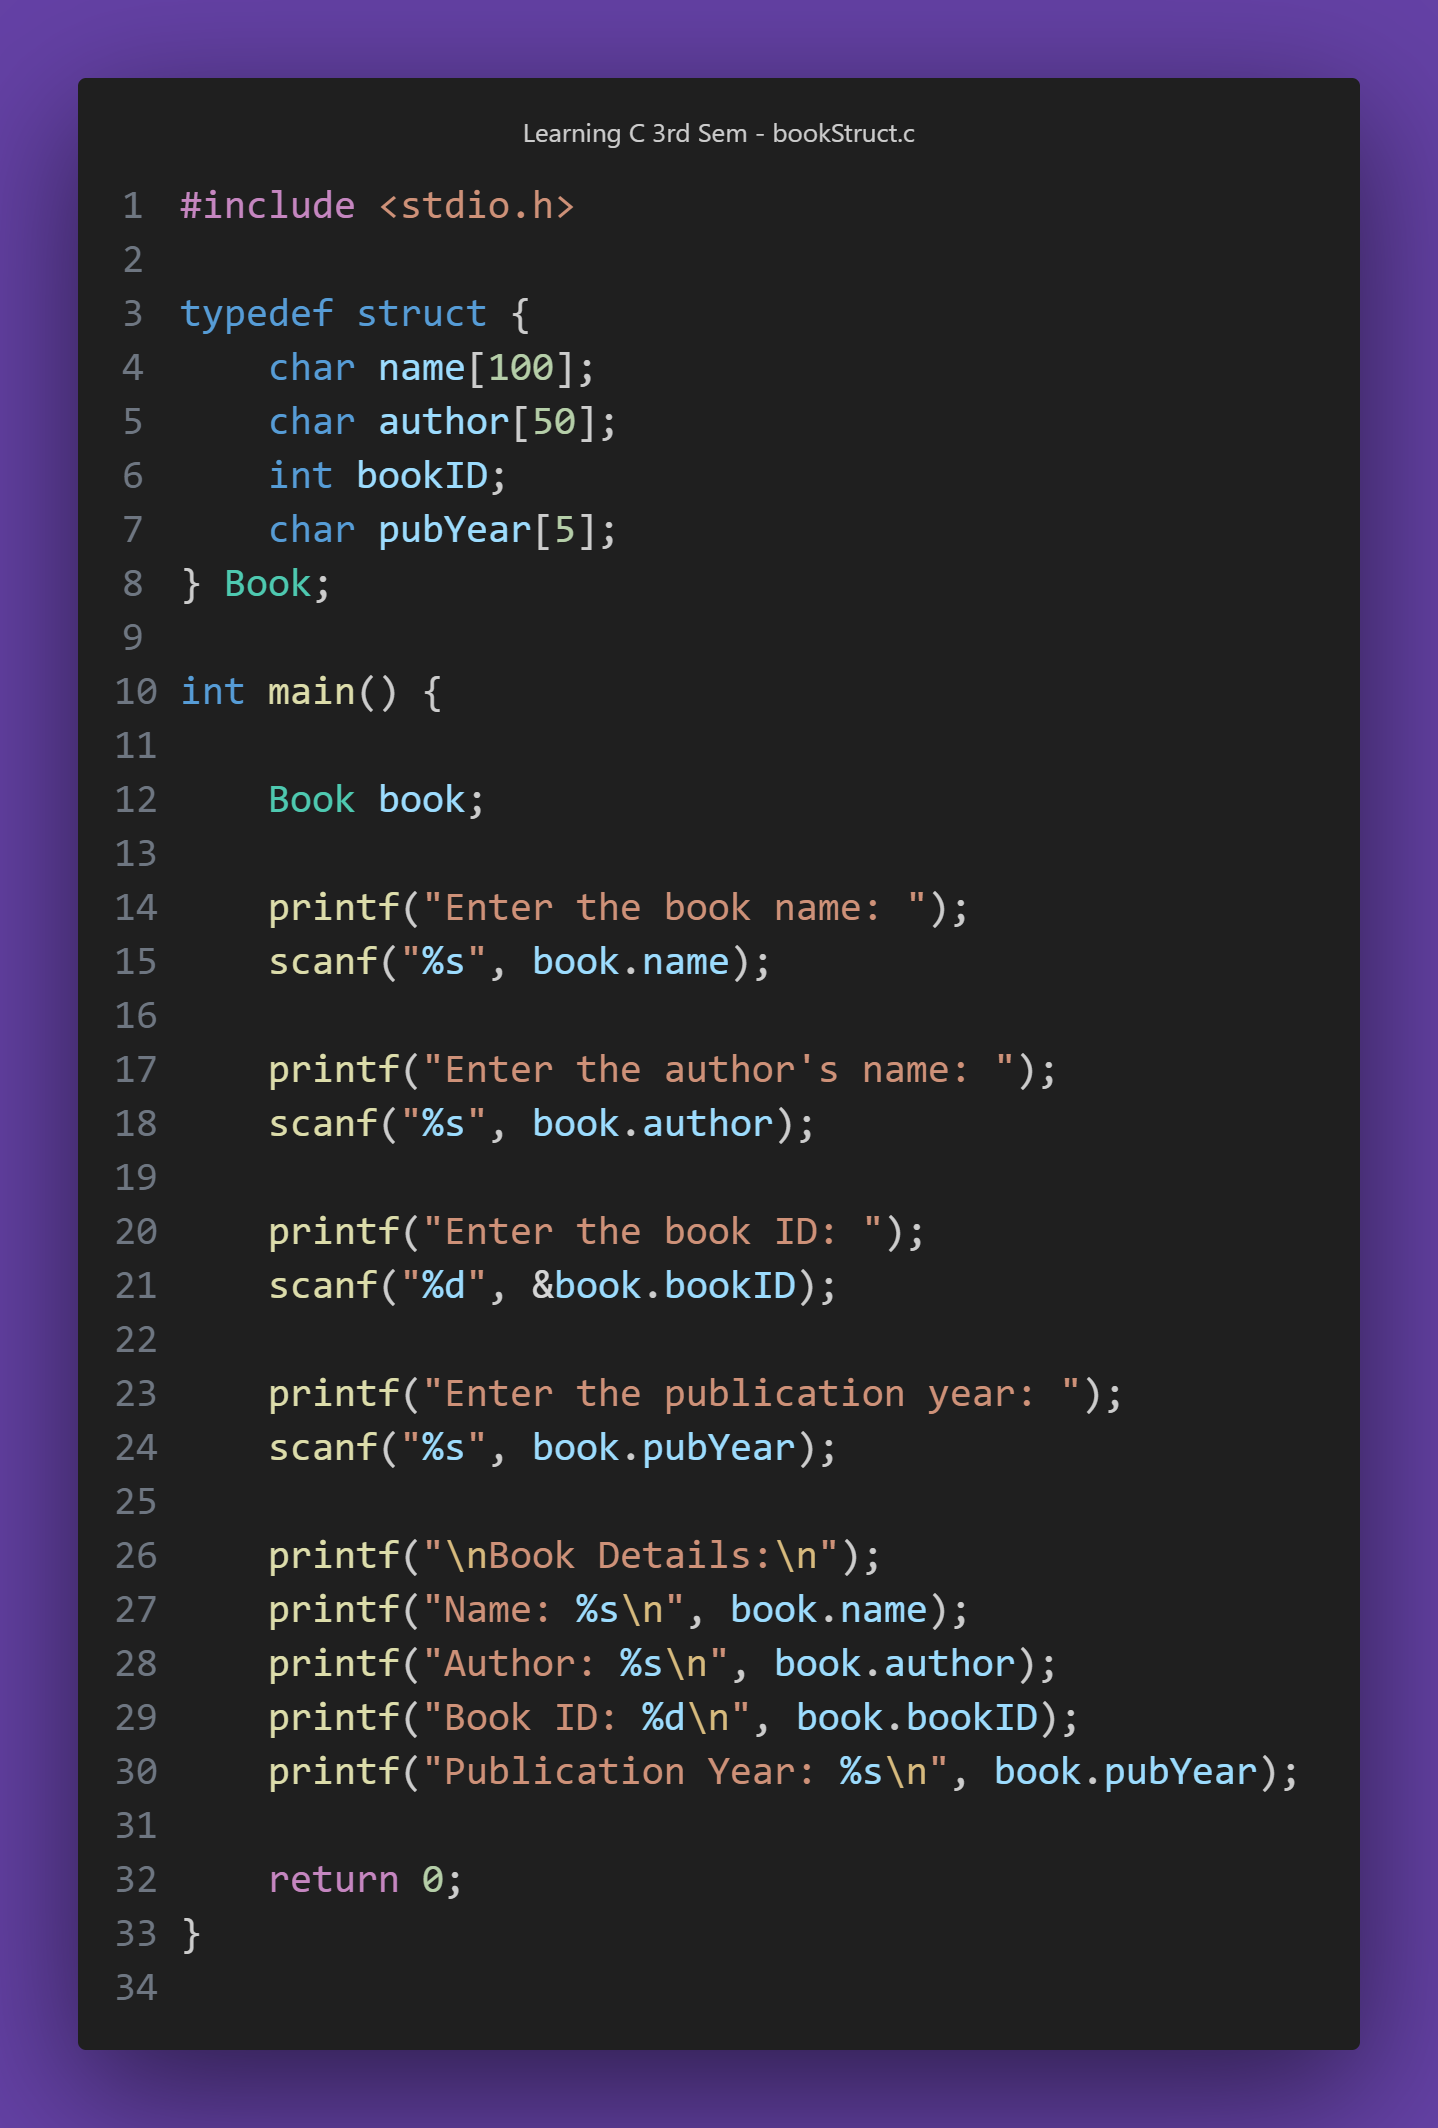 Learning C 3rd Sem - bookStruct.c
1 #include <stdio.h>
2
3 typedef struct {
4     char name[100];
5     char author[50];
6     int bookID;
7     char pubYear[5];
8 } Book;
9
10 int main() {
11
12     Book book;
13
14     printf("Enter the book name: ");
15     scanf("%s", book.name);
16
17     printf("Enter the author's name: ");
18     scanf("%s", book.author);
19
20     printf("Enter the book ID: ");
21     scanf("%d", &book.bookID);
22
23     printf("Enter the publication year: ");
24     scanf("%s", book.pubYear);
25
26     printf("\nBook Details:\n");
27     printf("Name: %s\n", book.name);
28     printf("Author: %s\n", book.author);
29     printf("Book ID: %d\n", book.bookID);
30     printf("Publication Year: %s\n", book.pubYear);
31
32     return 0;
33 }
34